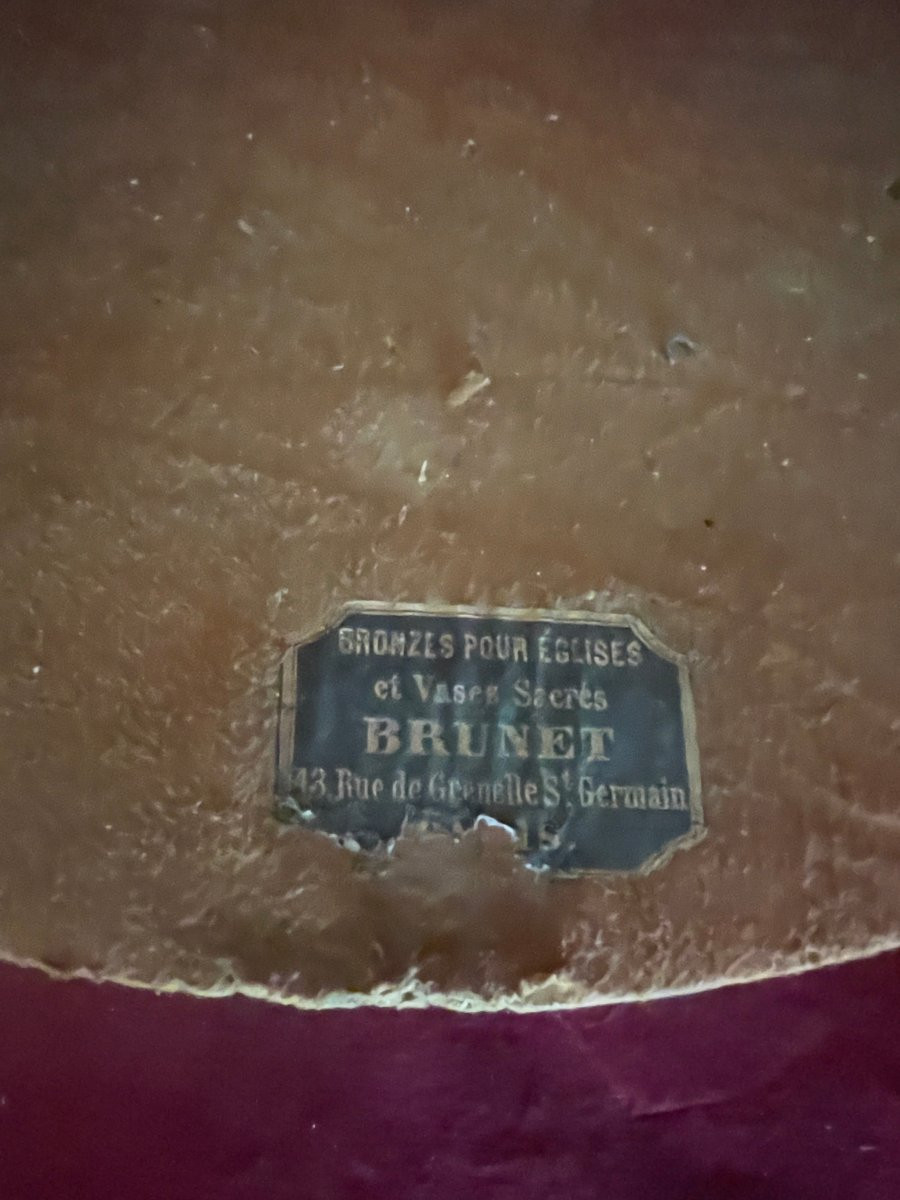 BRONZES POUR ÉGLISES
et Vases Sacrés
BRUNET
43 Rue de Grenelle St. Germain